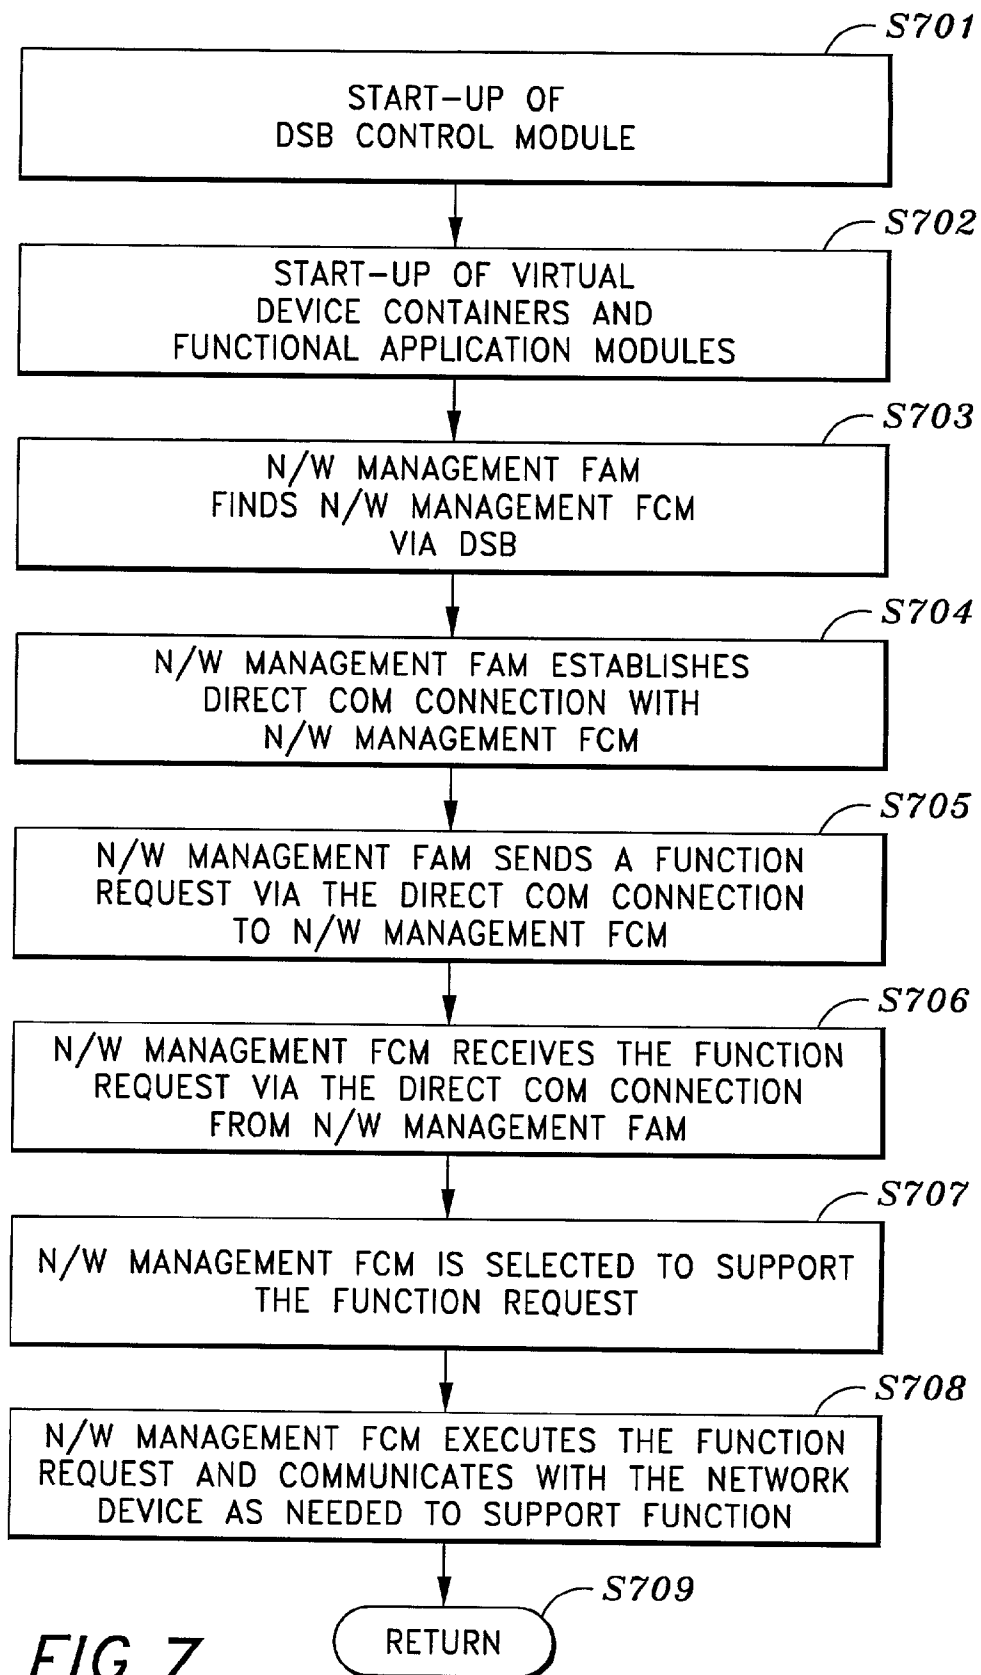 S701
START-UP OF
DSB CONTROL MODULE
S702
START-UP OF VIRTUAL
DEVICE CONTAINERS AND
FUNCTIONAL APPLICATION MODULES
S703
N/W MANAGEMENT FAM
FINDS N/W MANAGEMENT FCM
VIA DSB
S704
N/W MANAGEMENT FAM ESTABLISHES
DIRECT COM CONNECTION WITH
N/W MANAGEMENT FCM
S705
N/W MANAGEMENT FAM SENDS A FUNCTION
REQUEST VIA THE DIRECT COM CONNECTION
TO N/W MANAGEMENT FCM
S706
N/W MANAGEMENT FCM RECEIVES THE FUNCTION
REQUEST VIA THE DIRECT COM CONNECTION
FROM N/W MANAGEMENT FAM
S707
N/W MANAGEMENT FCM IS SELECTED TO SUPPORT
THE FUNCTION REQUEST
S708
N/W MANAGEMENT FCM EXECUTES THE FUNCTION
REQUEST AND COMMUNICATES WITH THE NETWORK
DEVICE AS NEEDED TO SUPPORT FUNCTION
S709
RETURN
FIG 7